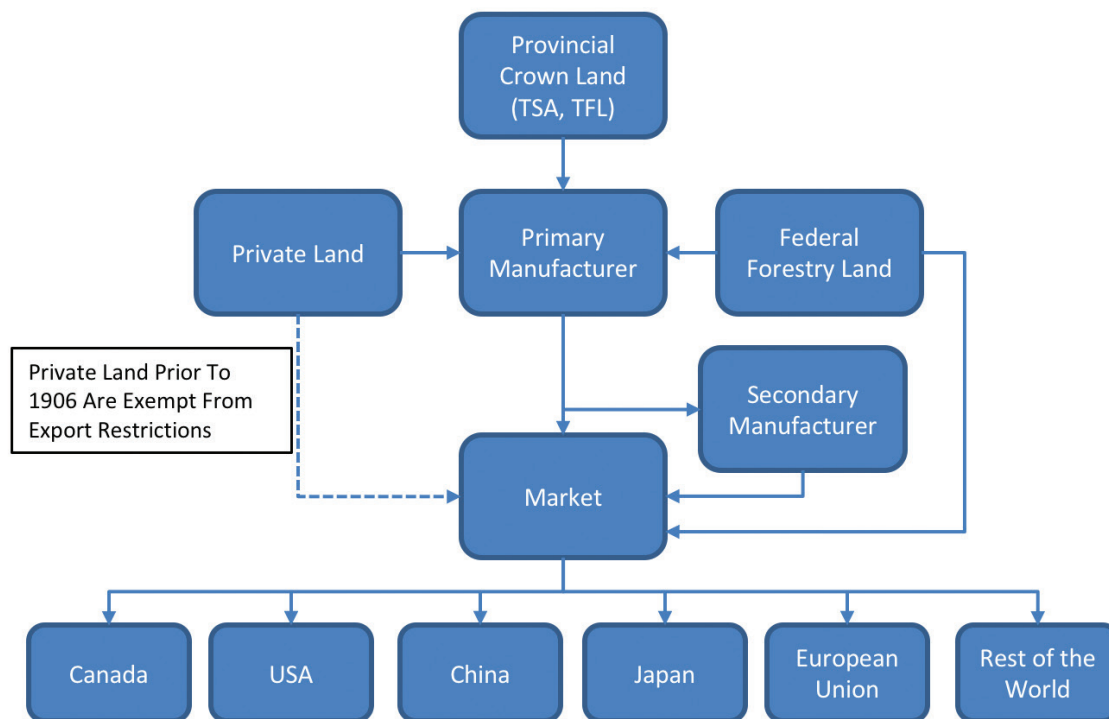 Provincial
Crown Land
(TSA, TFL)
Private Land
Primary
Manufacturer
Federal
Forestry Land
Private Land Prior To
1906 Are Exempt From
Export Restrictions
Secondary
Manufacturer
Market
Canada
USA
China
Japan
European
Union
Rest of the
World